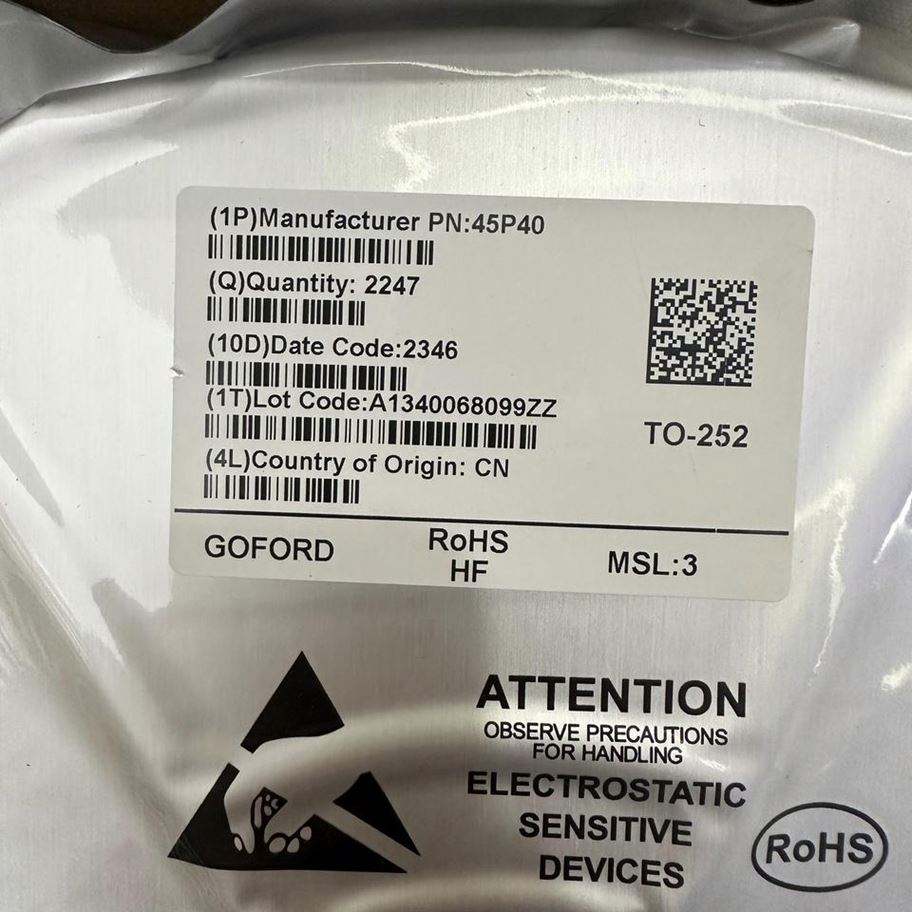 (1P)Manufacturer PN:45P40
(Q)Quantity: 2247
(10D)Date Code:2346
(1T)Lot Code:A1340068099ZZ
(4L)Country of Origin: CN
TO-252
GOFORD
RoHS
HF
MSL:3
ATTENTION
OBSERVE PRECAUTIONS
FOR HANDLING
ELECTROSTATIC
SENSITIVE
DEVICES
RoHS